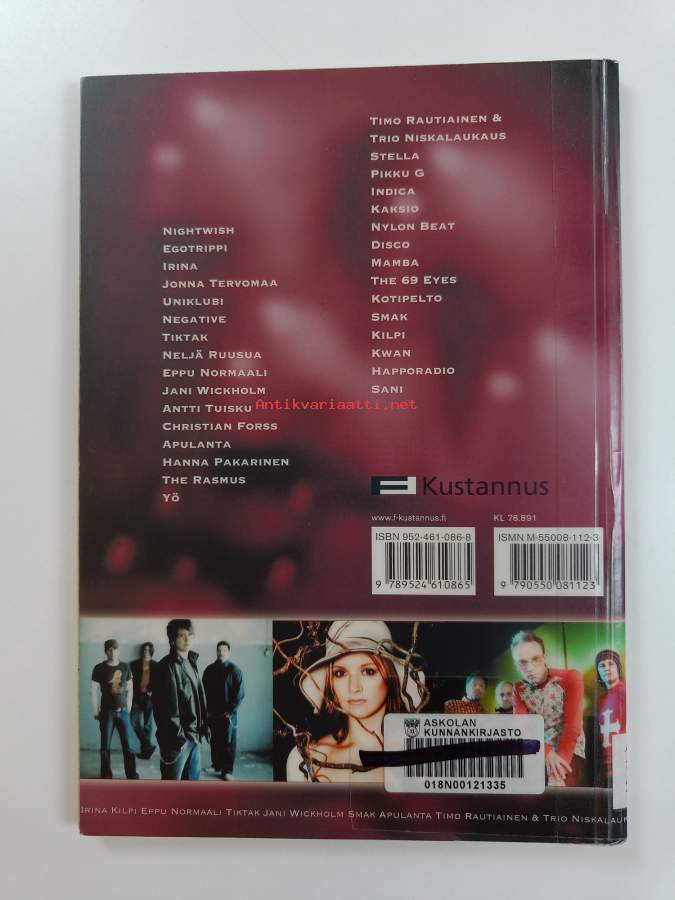 Nightwish
Egotrippi
Irina
Jonna Tervomaa
Uniklubi
Negative
Tiktak
Neljä Ruusua
Eppu Normaali
Jani Wickholm
Antti Tuisku
Christian Forss
Apulanta
Hanna Pakarinen
The Rasmus
Yö
Timo Rautiainen &
Trio Niskalaukaus
Stella
Pikku G
Indica
Kaksio
Nylon Beat
Disco
Mamba
The 69 Eyes
Kotipelto
Smak
Kilpi
Kwan
Happoradio
Sani
Antikvariaatti.net
F Kustannus
www.f-kustannus.fi
KL 78.891
ISBN 952-461-086-8
9 789524 610865
ISMN M-55008-112-3
9 790550 081123
ASKOLAN
KUNNANKIRJASTO
018N00121335
Irina Kilpi Eppu Normaali Tiktak Jani Wickholm Smak Apulanta Timo Rautiainen & Trio Niskalauk